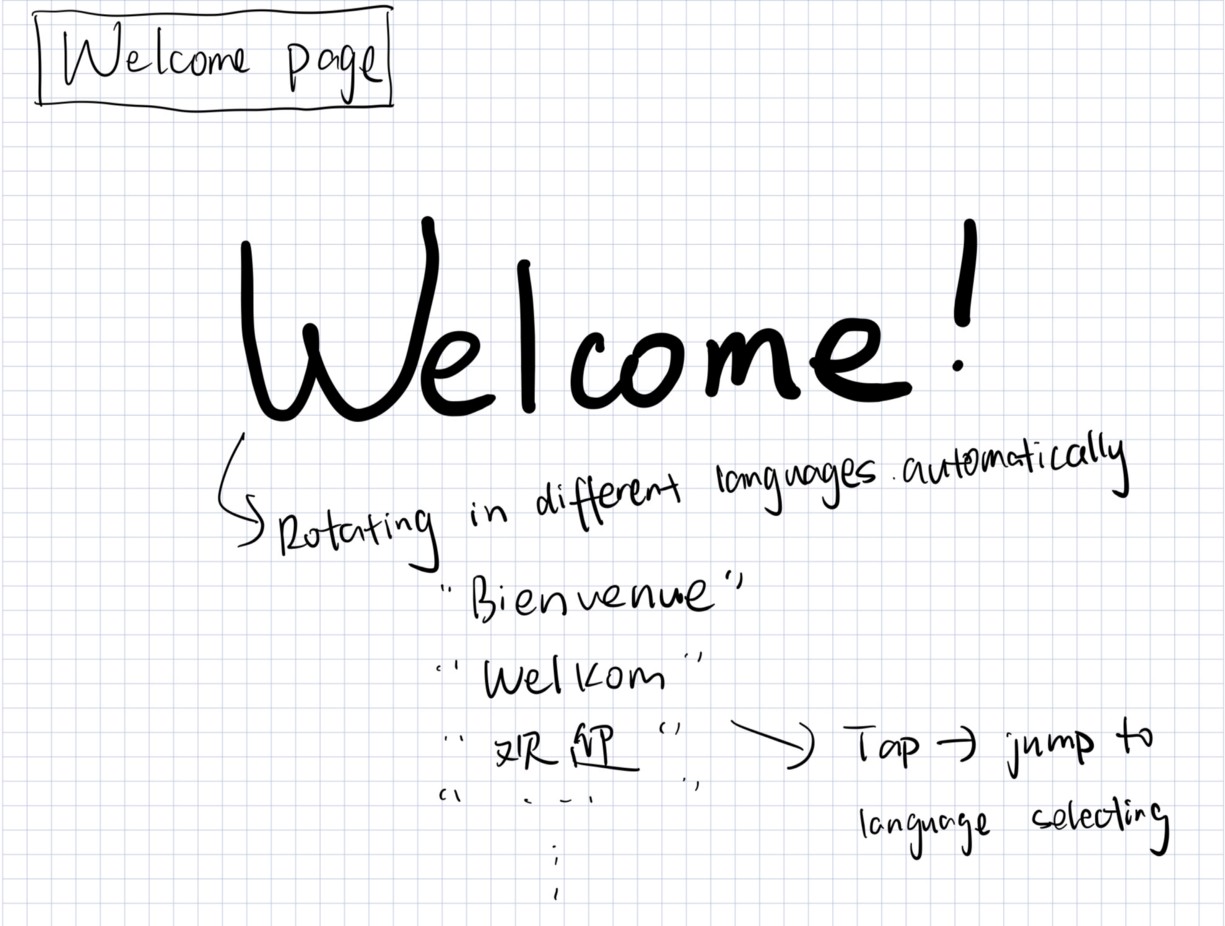 Welcome page
Welcome!
Rotating in different languages automatically
"Bienvenue"
"Welkom"
"欢迎" → Tap → jump to
language selecting
" ... "